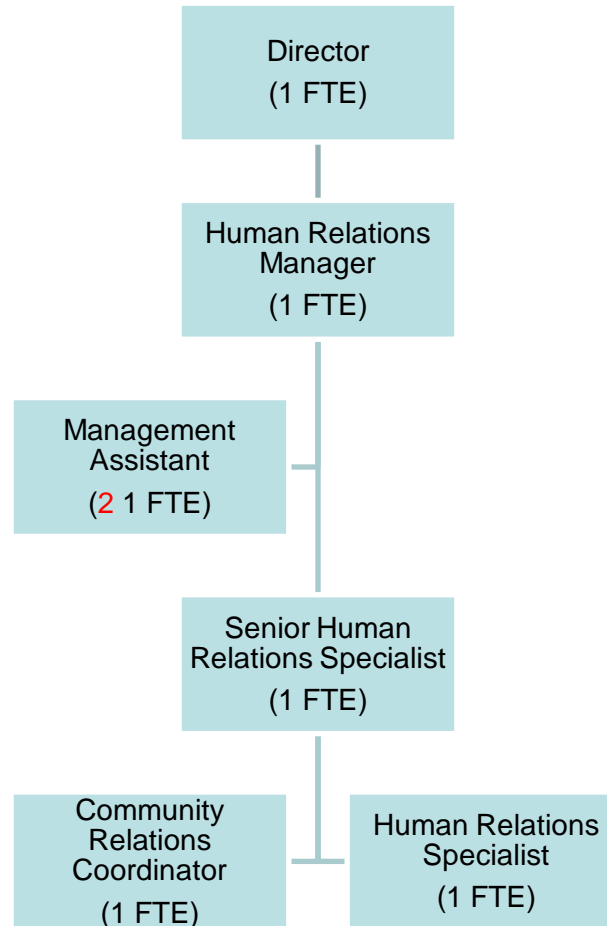 Director
(1 FTE)
Human Relations
Manager
(1 FTE)
Management
Assistant
(2 1 FTE)
Senior Human
Relations Specialist
(1 FTE)
Community
Relations
Coordinator
(1 FTE)
Human Relations
Specialist
(1 FTE)